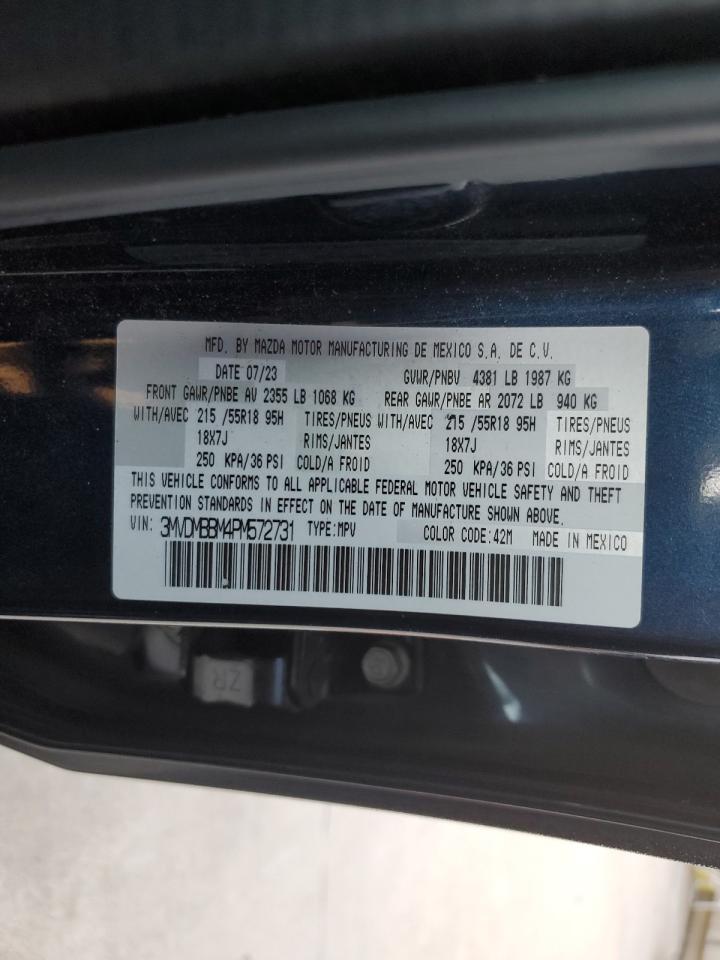 MFD. BY MAZDA MOTOR MANUFACTURING DE MEXICO S.A. DE C.V.
DATE 07/23 GVWR/PNBV 4381 LB 1987 KG
FRONT GAWR/PNBE AV 2355 LB 1068 KG REAR GAWR/PNBE AR 2072 LB 940 KG
WITH/AVEC 215 /55R18 95H TIRES/PNEUS WITH/AVEC 215 /55R18 95H TIRES/PNEUS
18X7J RIMS/JANTES 18X7J RIMS/JANTES
250 KPA/36 PSI COLD/A FROID 250 KPA/36 PSI COLD/A FROID
THIS VEHICLE CONFORMS TO ALL APPLICABLE FEDERAL MOTOR VEHICLE SAFETY AND THEFT
PREVENTION STANDARDS IN EFFECT ON THE DATE OF MANUFACTURE SHOWN ABOVE.
VIN: 3MVDMBBM4PM572731 TYPE:MPV COLOR CODE:42M MADE IN MEXICO
ZR